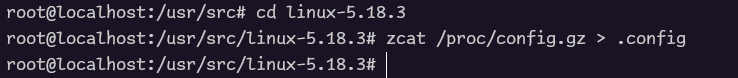 root@localhost:/usr/src# cd linux-5.18.3
root@localhost:/usr/src/linux-5.18.3# zcat /proc/config.gz > .config
root@localhost:/usr/src/linux-5.18.3#